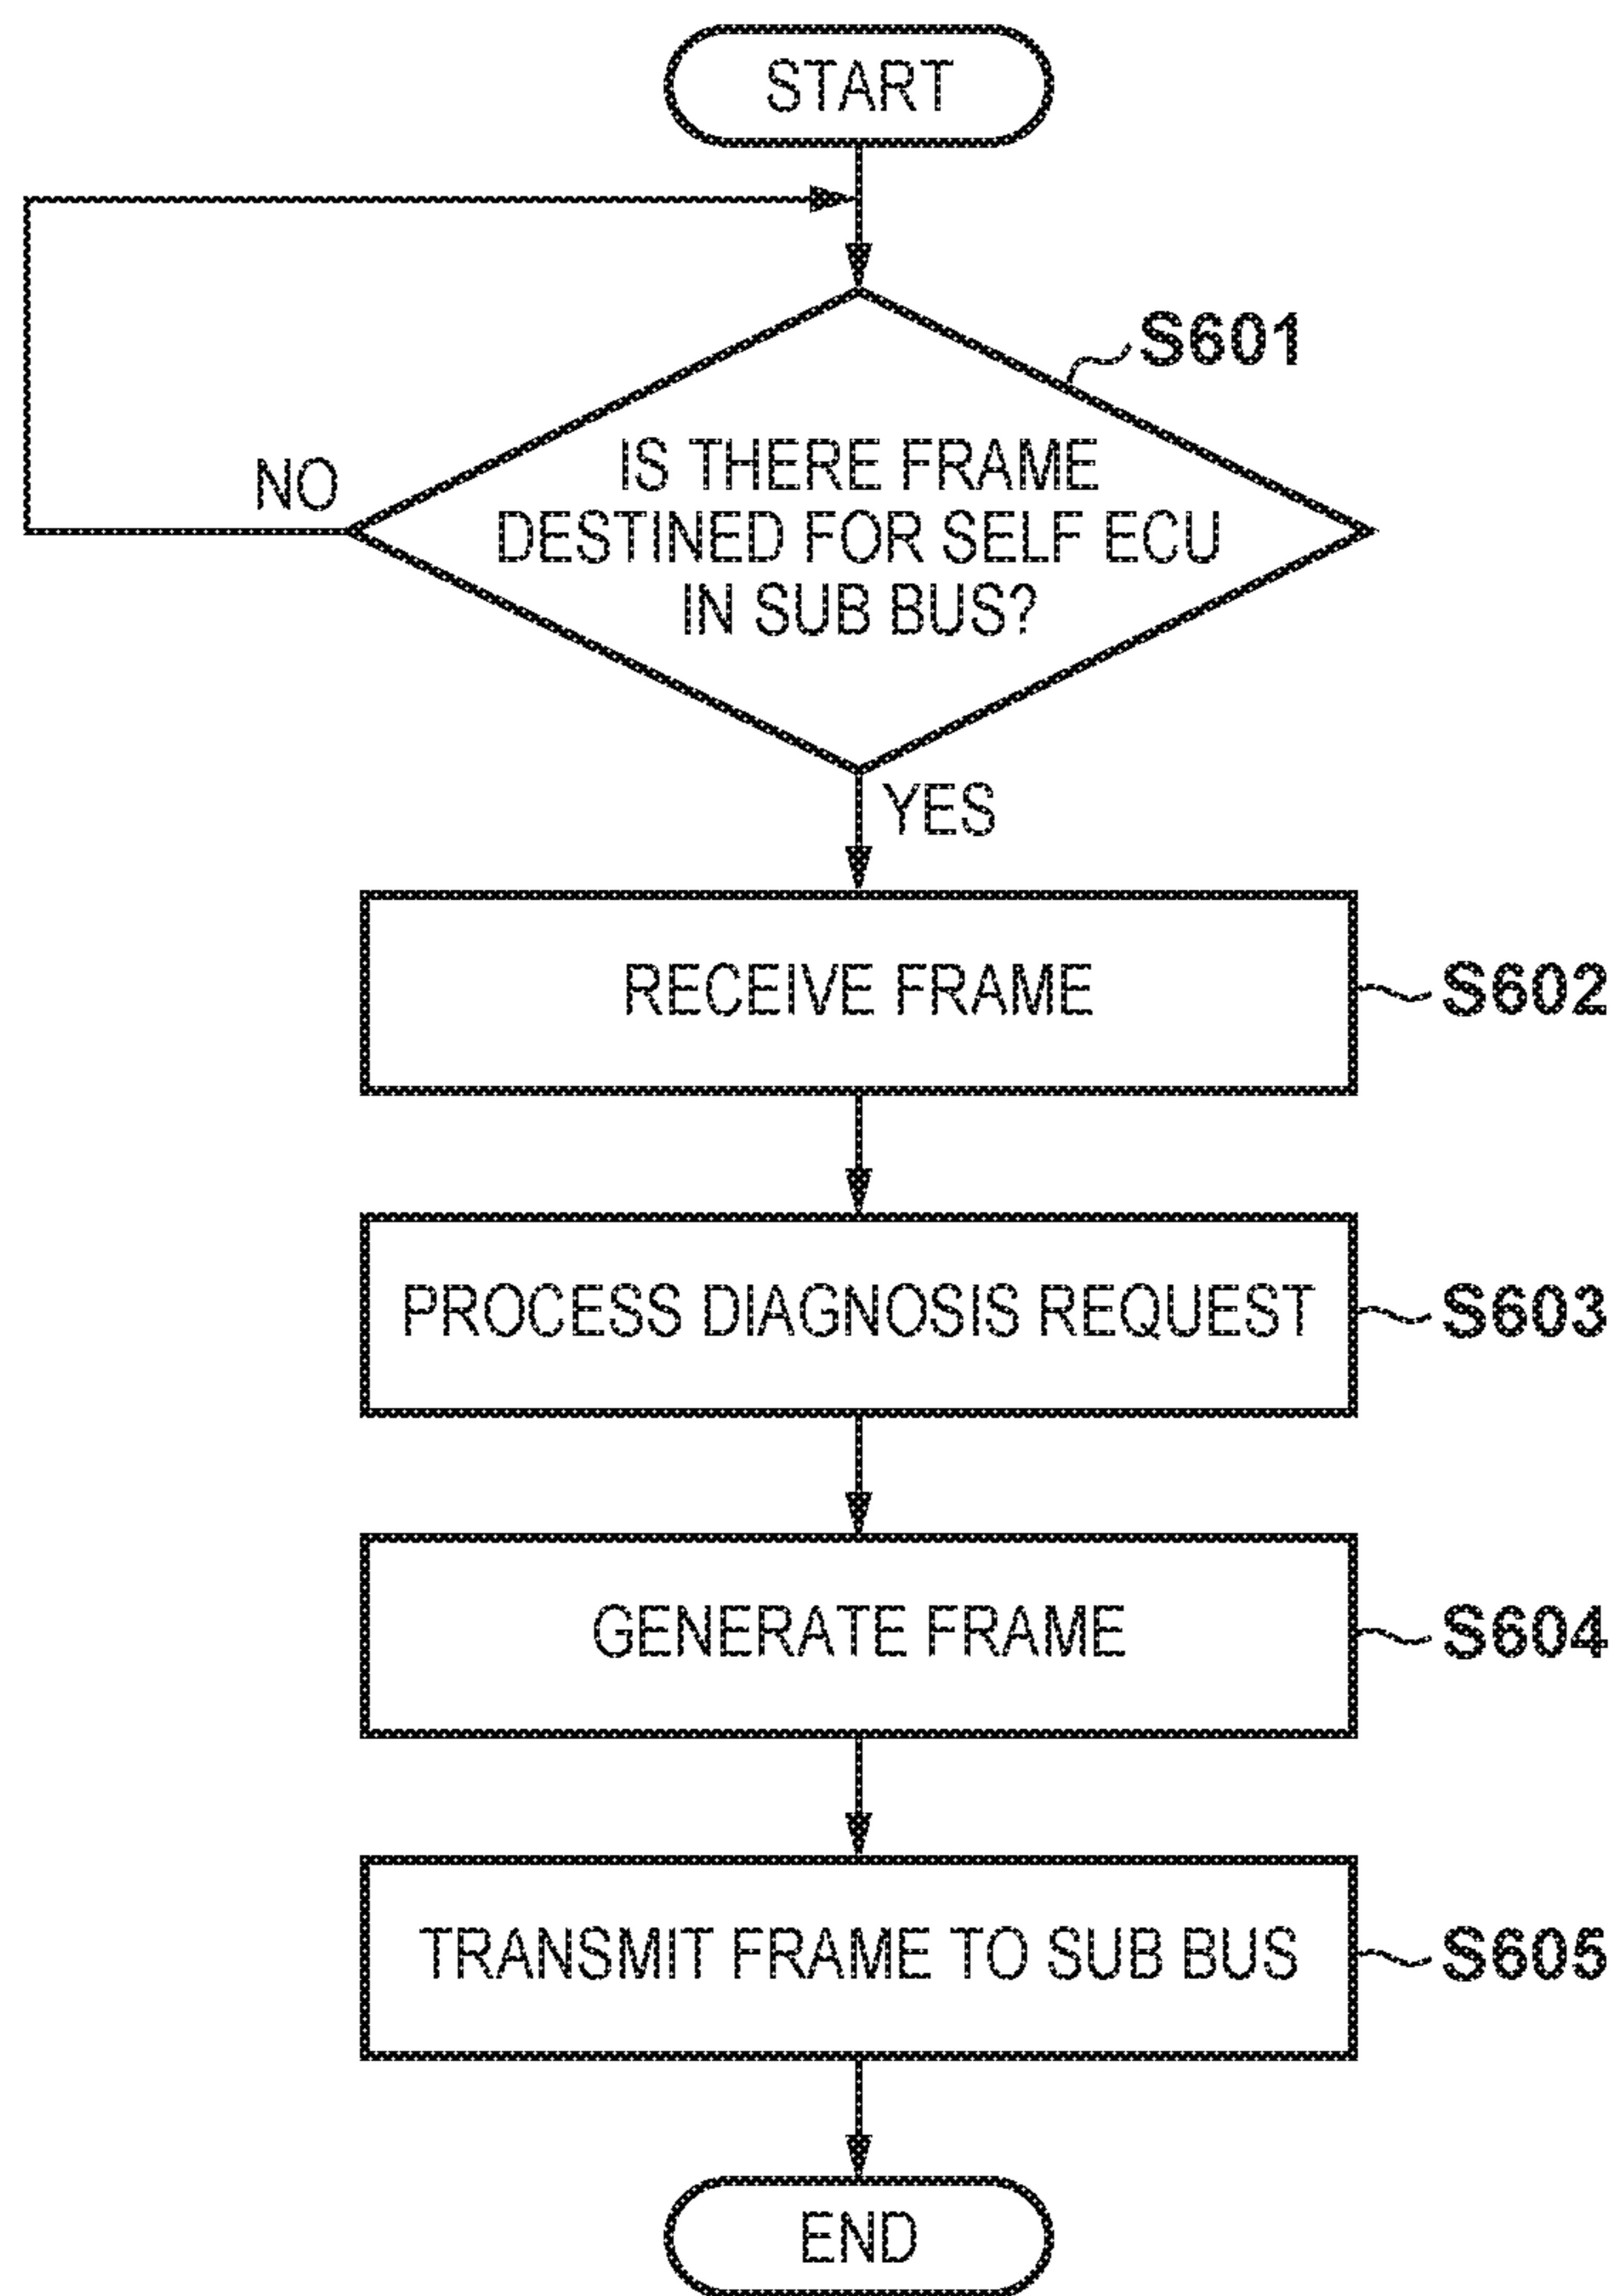 START
S601
IS THERE FRAME
DESTINED FOR SELF ECU
IN SUB BUS?
NO
YES
RECEIVE FRAME
S602
PROCESS DIAGNOSIS REQUEST
S603
GENERATE FRAME
S604
TRANSMIT FRAME TO SUB BUS
S605
END